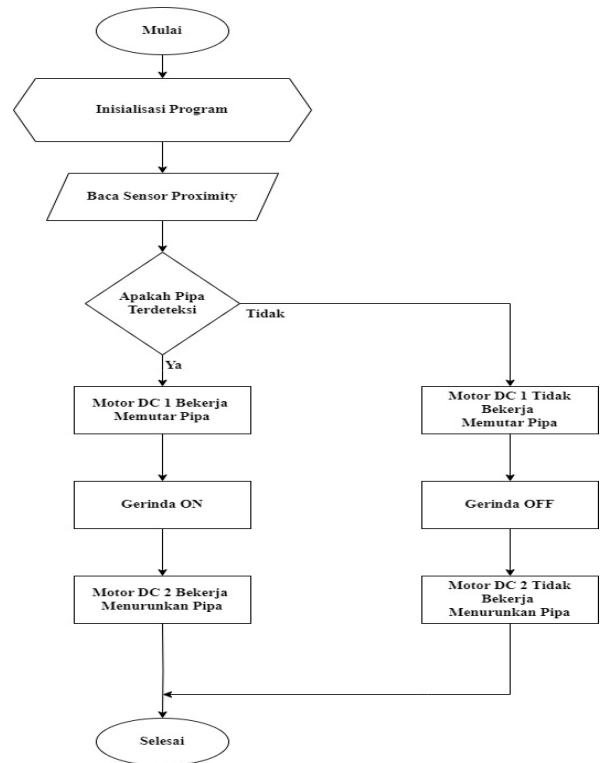 Mulai
Inisialisasi Program
Baca Sensor Proximity
Apakah Pipa
Terdeteksi
Tidak
Ya
Motor DC 1 Bekerja
Memutar Pipa
Gerinda ON
Motor DC 2 Bekerja
Menurunkan Pipa
Motor DC 1 Tidak
Bekerja
Memutar Pipa
Gerinda OFF
Motor DC 2 Tidak
Bekerja
Menurunkan Pipa
Selesai